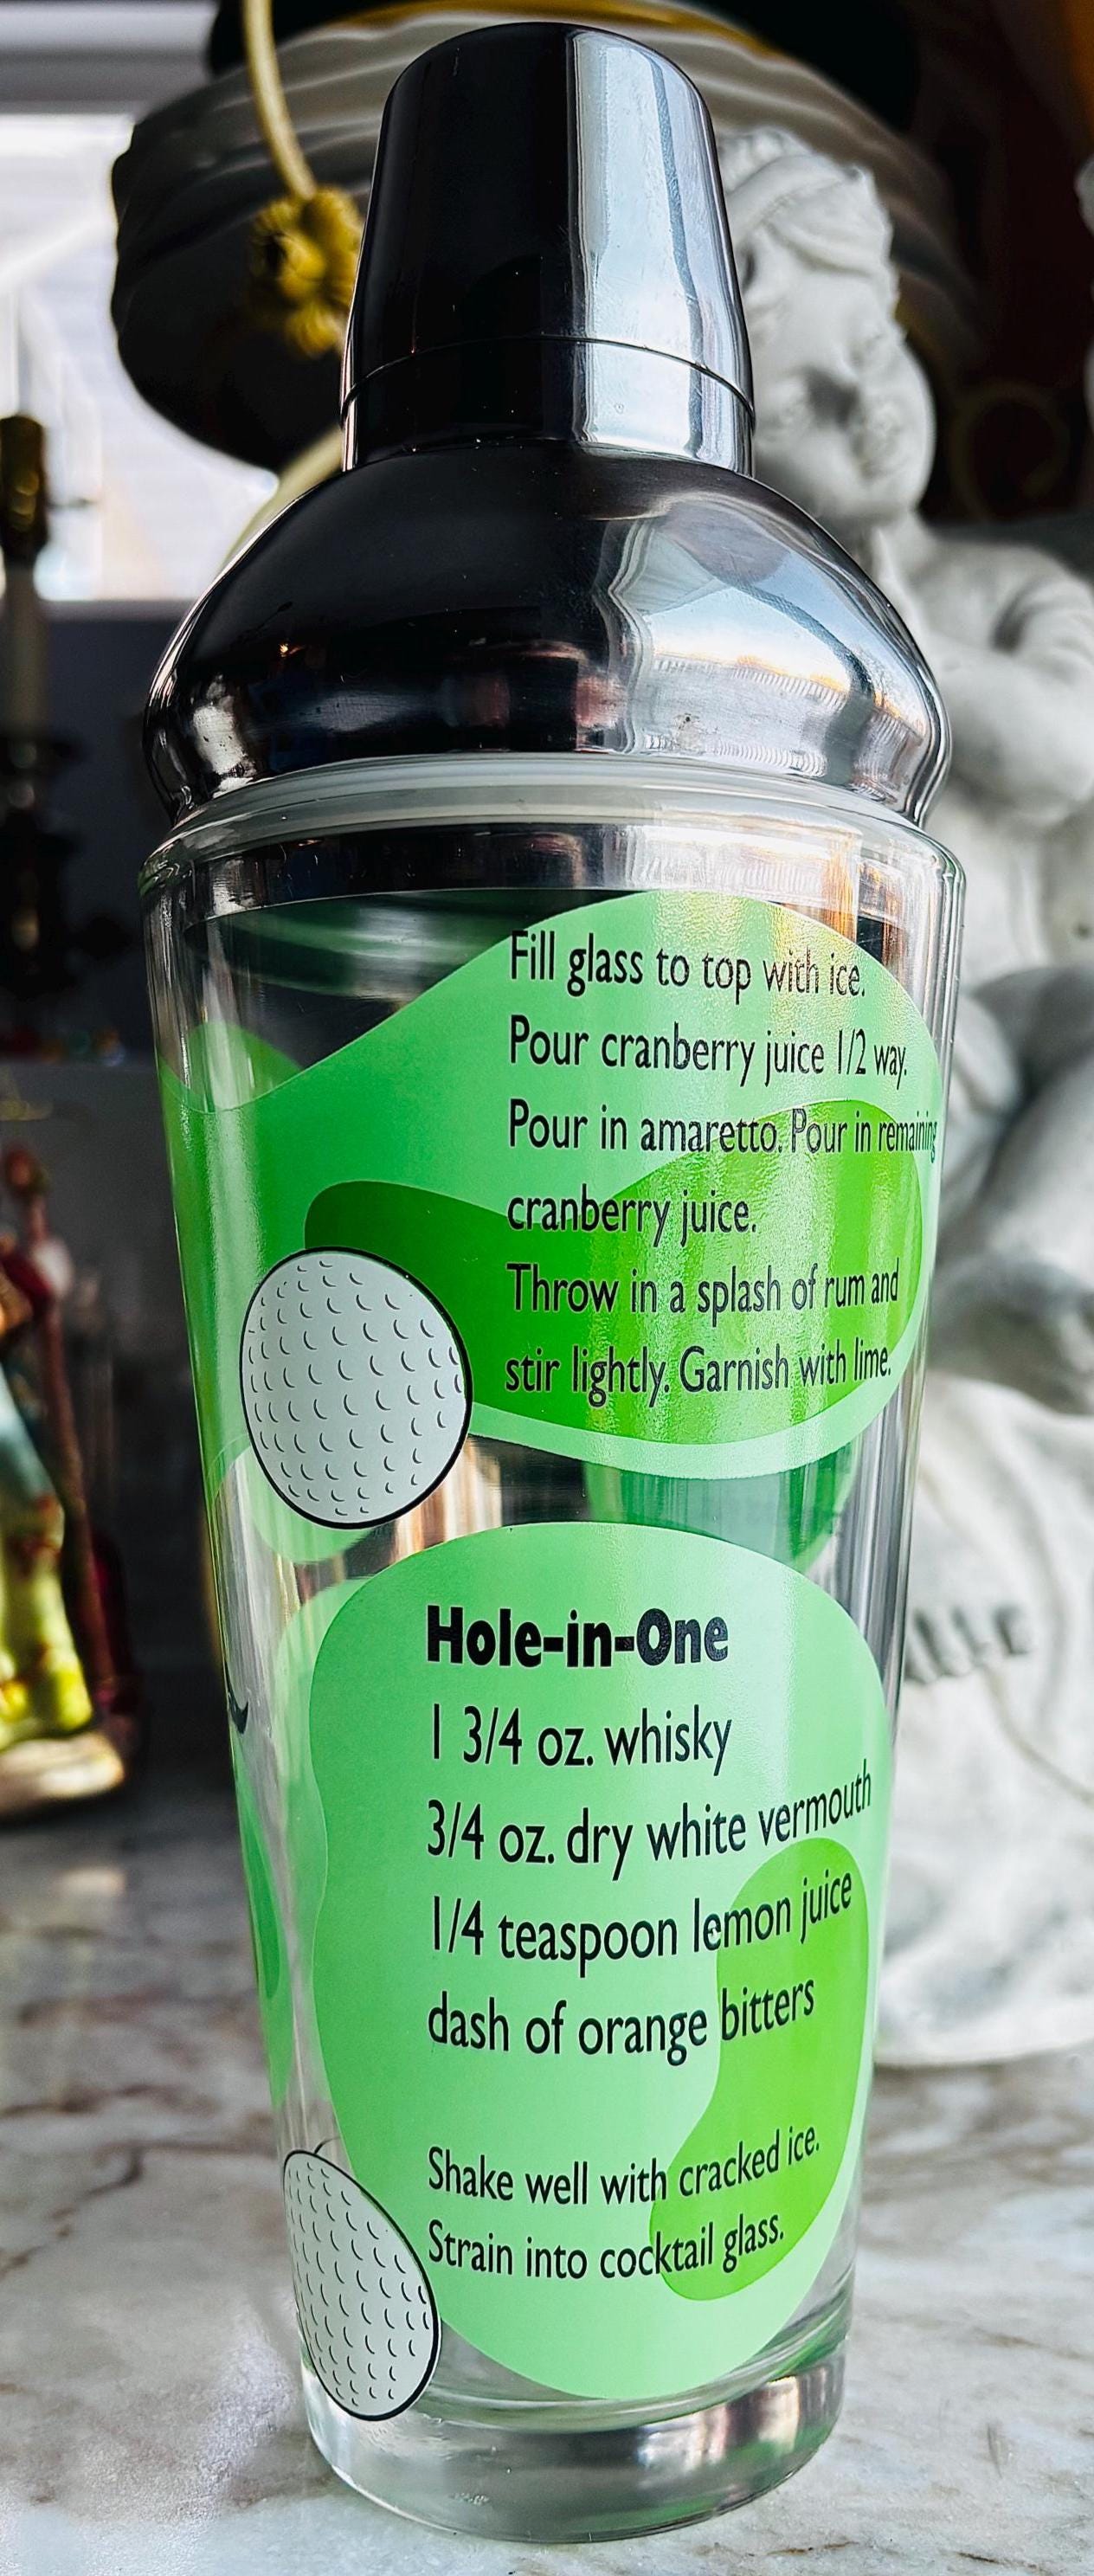 Fill glass to top with ice.
Pour cranberry juice 1/2 way.
Pour in amaretto. Pour in remaining
cranberry juice.
Throw in a splash of rum and
stir lightly. Garnish with lime.
Hole-in-One
1 3/4 oz. whisky
3/4 oz. dry white vermouth
1/4 teaspoon lemon juice
dash of orange bitters
Shake well with cracked ice.
Strain into cocktail glass.